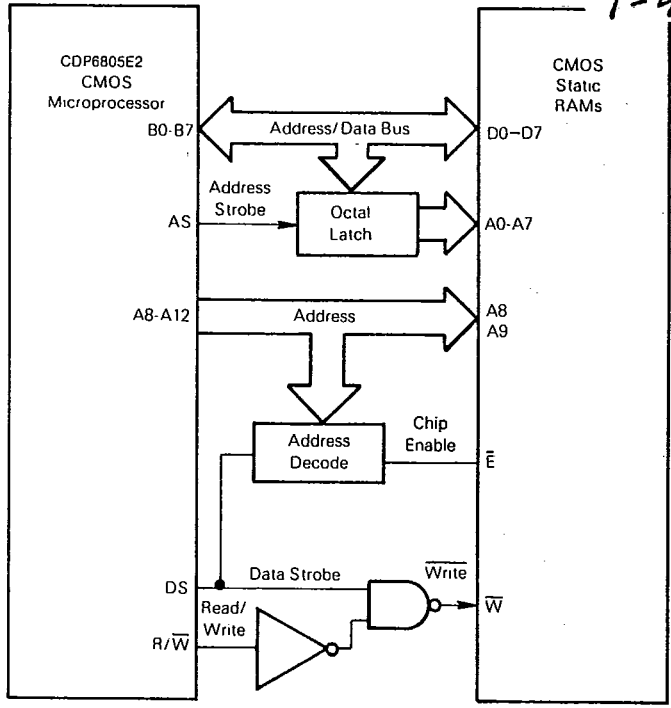 CDP6805E2
CMOS
Microprocessor
CMOS
Static
RAMs
B0-B7
Address/Data Bus
D0-D7
Address
Strobe
AS
Octal
Latch
A0-A7
A8-A12
Address
A8
A9
Address
Decode
Chip
Enable
E̅
DS
Data Strobe
Read/
Write
R/W̅
W̅r̅i̅t̅e̅
W̅